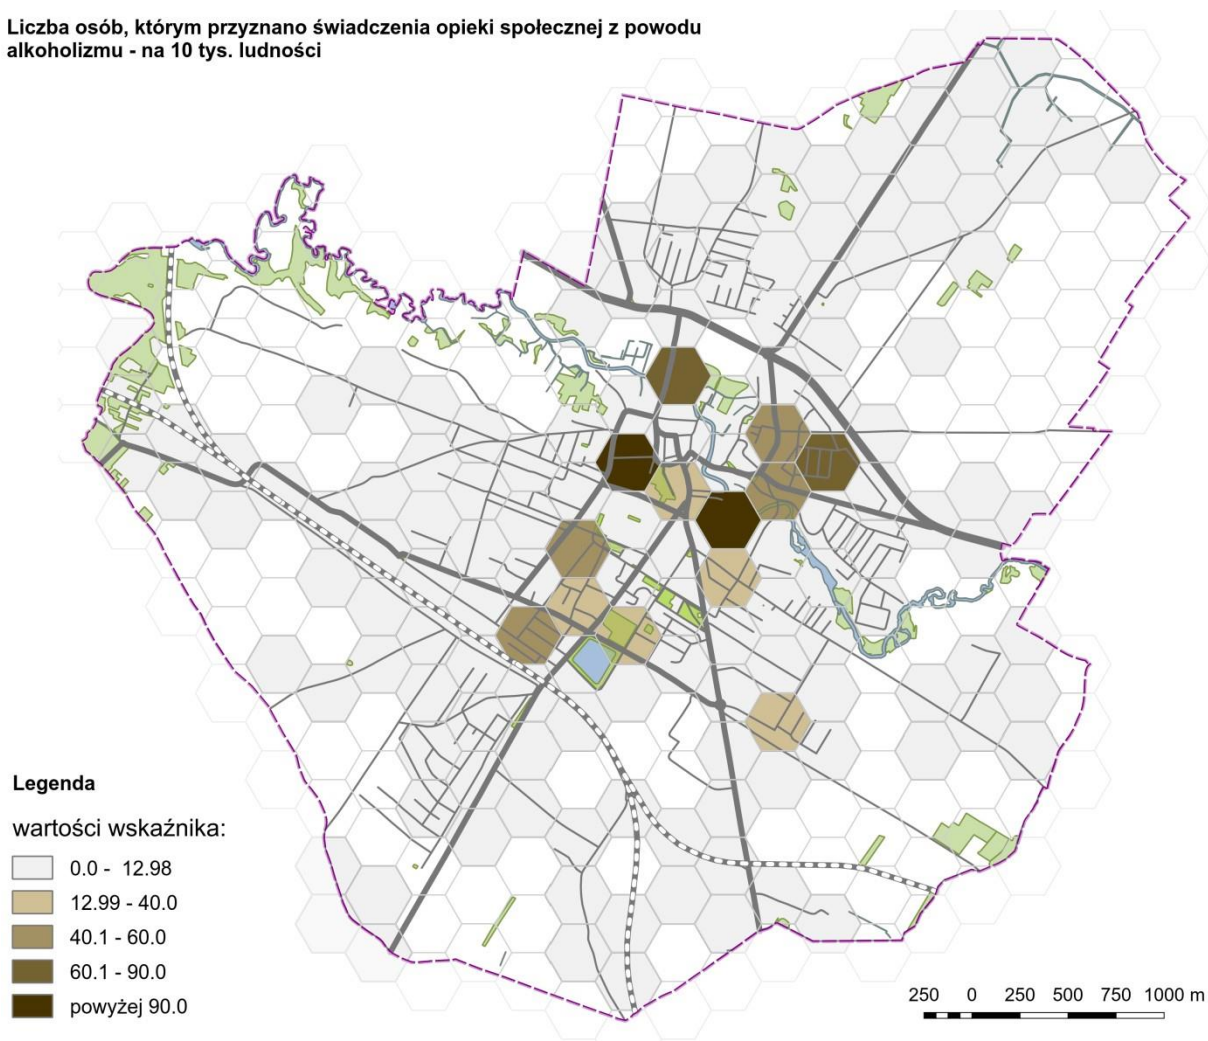 Liczba osób, którym przyznano świadczenia opieki społecznej z powodu
alkoholizmu - na 10 tys. ludności
Legenda
wartości wskaźnika:
0.0 - 12.98
12.99 - 40.0
40.1 - 60.0
60.1 - 90.0
powyżej 90.0
250 0 250 500 750 1000 m